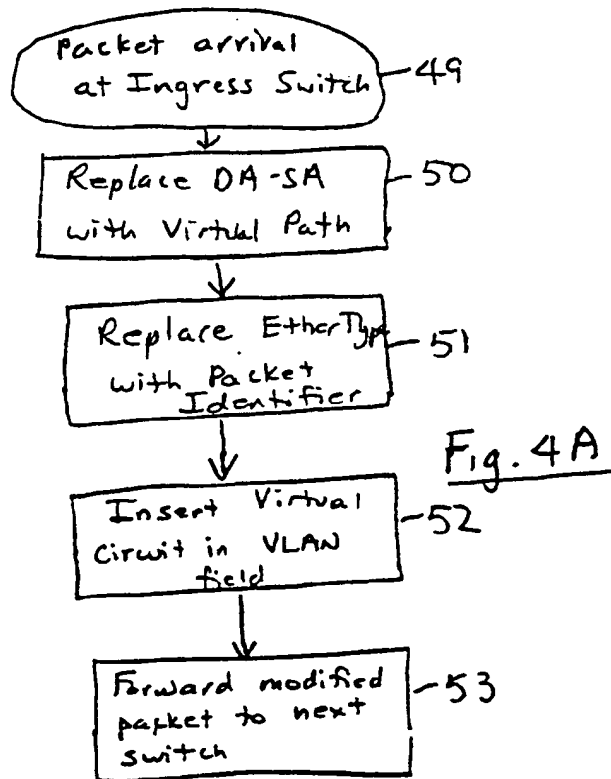 Packet arrival
at Ingress Switch
49
Replace DA-SA
with Virtual Path
50
Replace EtherType
with Packet
Identifier
51
Fig. 4A
Insert Virtual
Circuit in VLAN
field
52
Forward modified
packet to next
switch
53